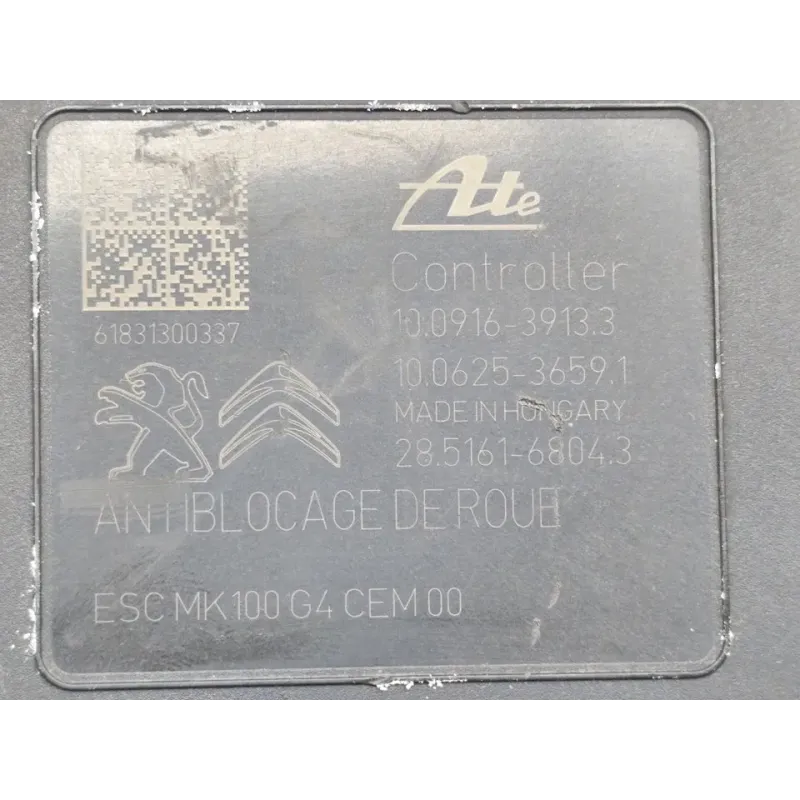 Ate
Controller
10.0916-3913.3
61831300337
10.0625-3659.1
MADE IN HUNGARY
28.5161-6804.3
ANTIBLOCAGE DE ROUE
ESC MK100 G4 CEM 00